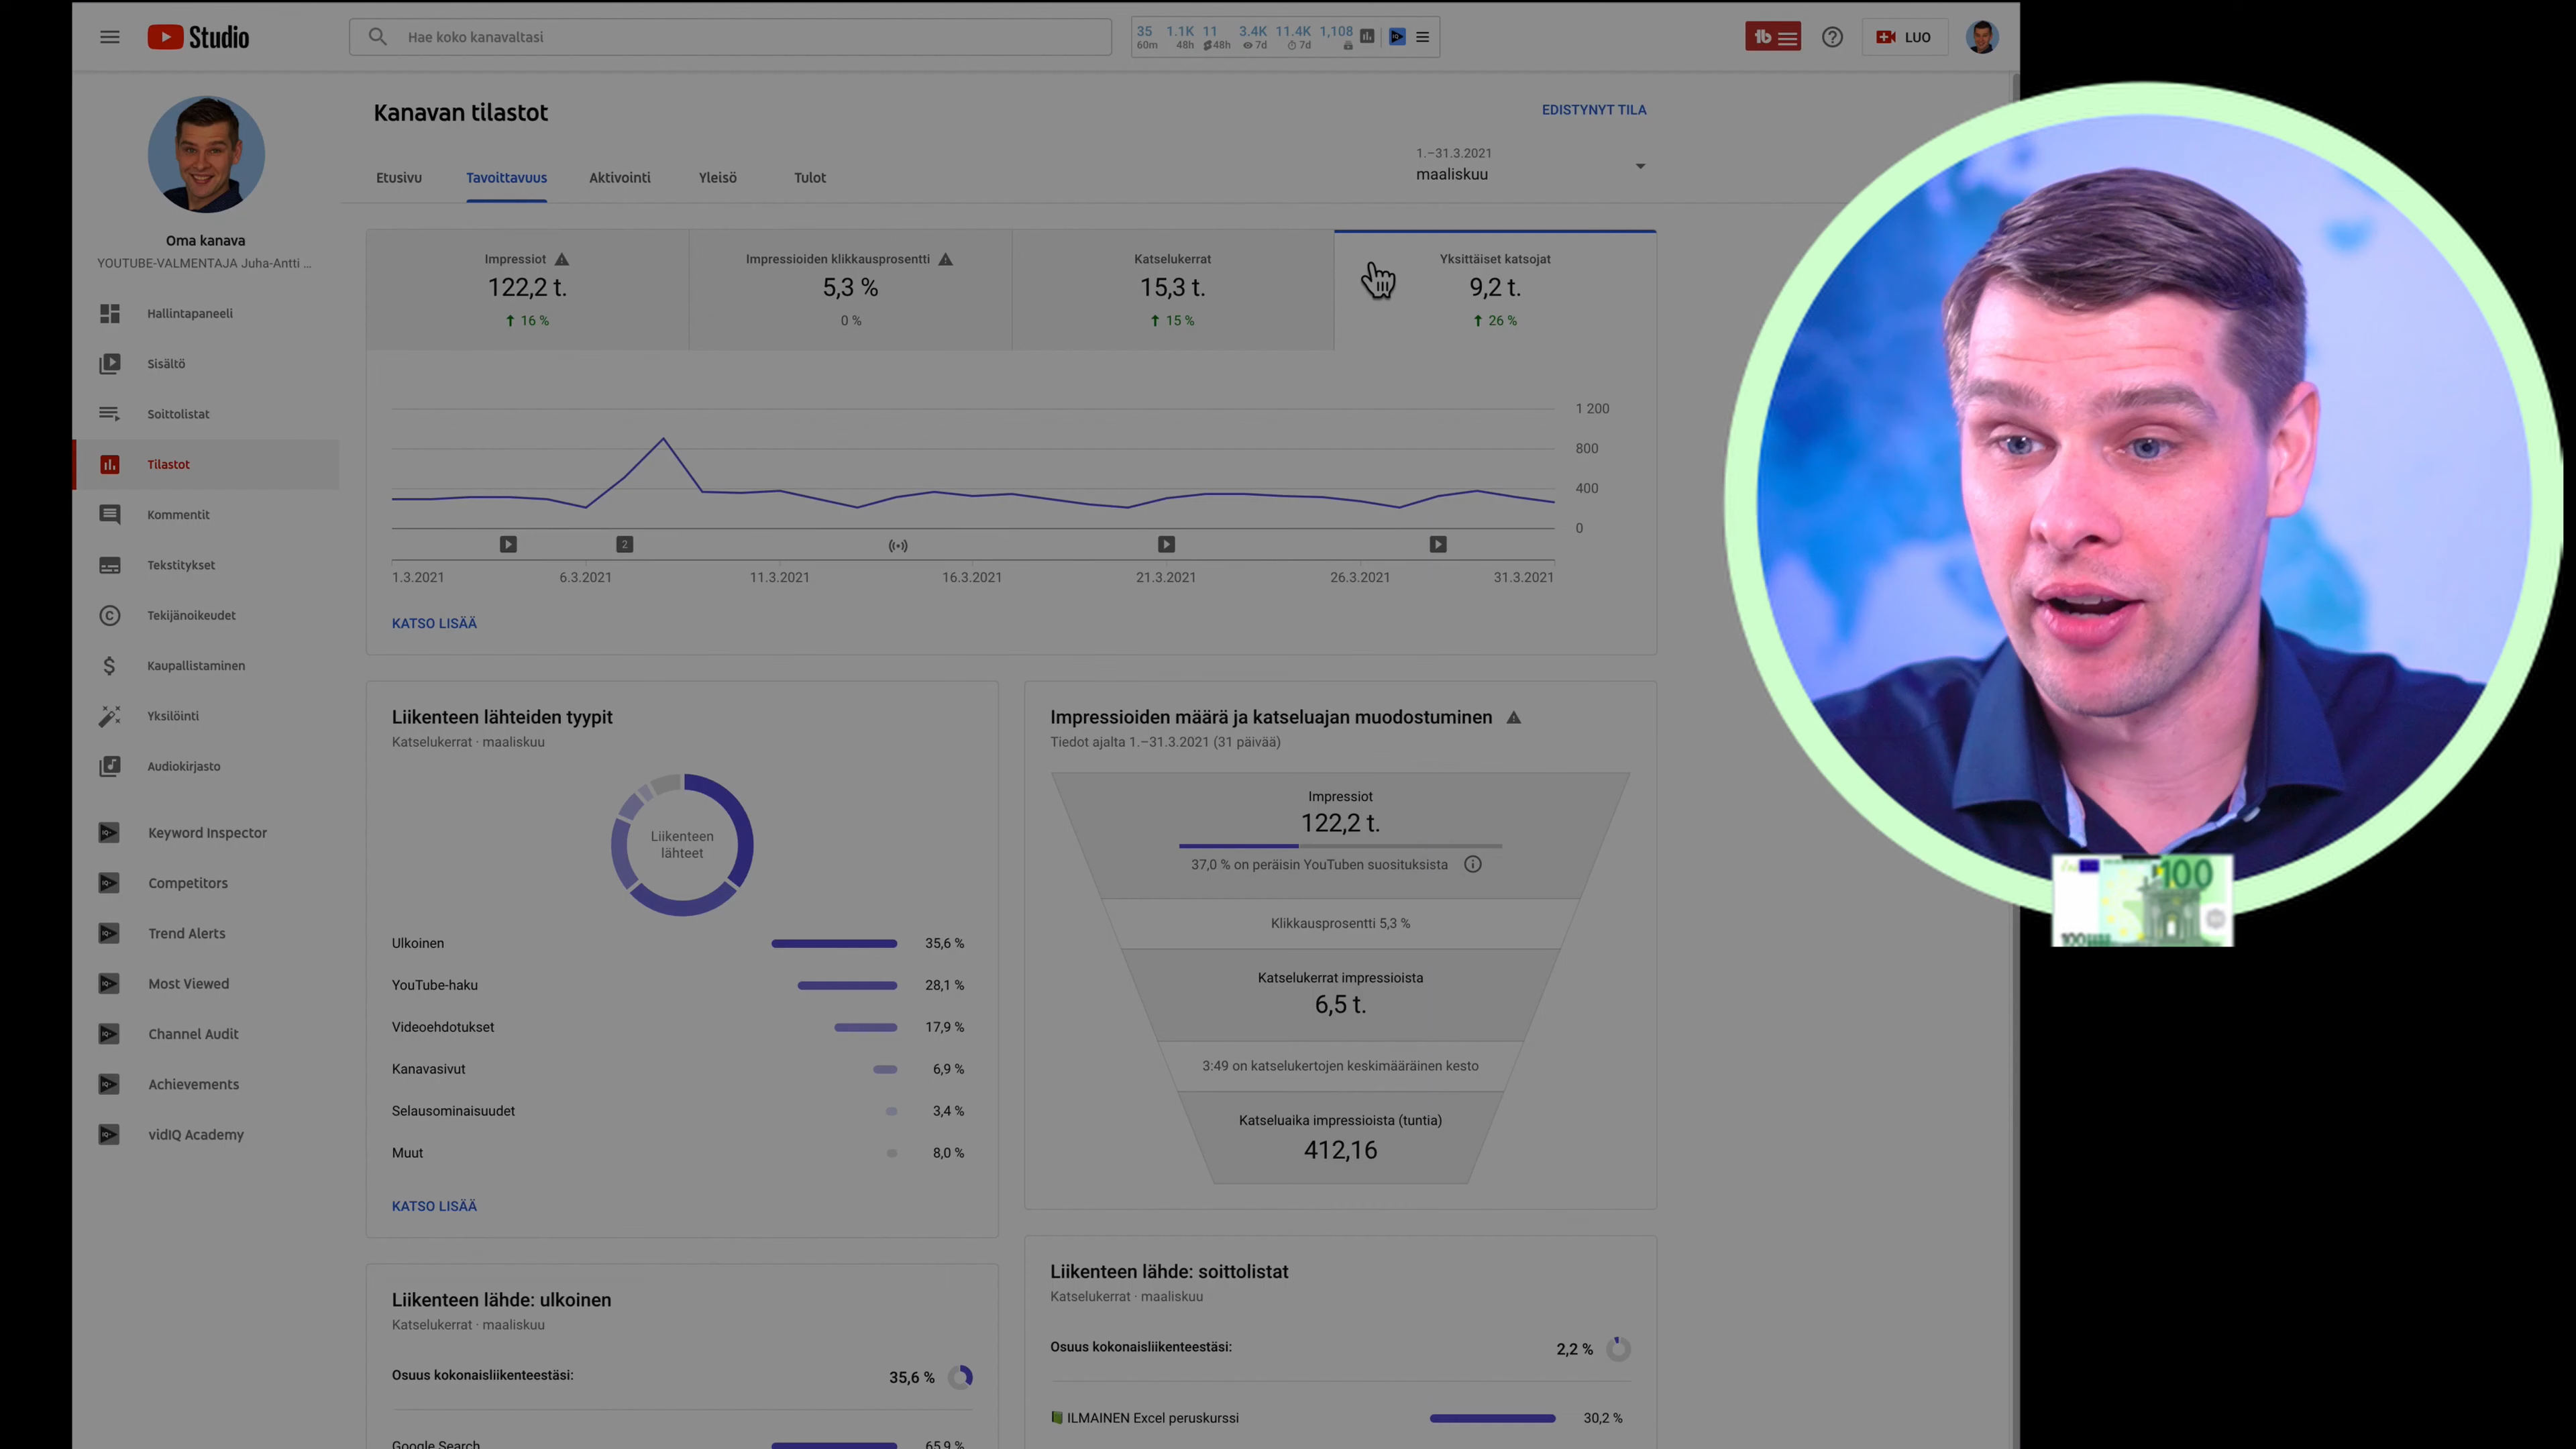 Studio
Hae koko kanavaltasi
35 1.1K 11 3.4K 11.4K 1,108
60m 48h 48h 7d 7d
LUO
Kanavan tilastot
EDISTYNYT TILA
1.–31.3.2021
maaliskuu
Etusivu Tavoittavuus Aktivointi Yleisö Tulot
Oma kanava
YOUTUBE-VALMENTAJA Juha-Antti ...
Hallintapaneeli
Sisältö
Soittolistat
Tilastot
Kommentit
Tekstitykset
Tekijänoikeudet
Kaupallistaminen
Yksilöinti
Audiokirjasto
Keyword Inspector
Competitors
Trend Alerts
Most Viewed
Channel Audit
Achievements
vidIQ Academy
Impressiot
122,2 t.
16 %
Impressioiden klikkausprosentti
5,3 %
0 %
Katselukerrat
15,3 t.
15 %
Yksittäiset katsojat
9,2 t.
26 %
1 200
800
400
0
2
1.3.2021 6.3.2021 11.3.2021 16.3.2021 21.3.2021 26.3.2021 31.3.2021
KATSO LISÄÄ
Liikenteen lähteiden tyypit
Katselukerrat · maaliskuu
Liikenteen
lähteet
Ulkoinen 35,6 %
YouTube-haku 28,1 %
Videoehdotukset 17,9 %
Kanavasivut 6,9 %
Selausominaisuudet 3,4 %
Muut 8,0 %
KATSO LISÄÄ
Impressioiden määrä ja katseluajan muodostuminen
Tiedot ajalta 1.–31.3.2021 (31 päivää)
Impressiot
122,2 t.
37,0 % on peräisin YouTuben suosituksista
Klikkausprosentti 5,3 %
Katselukerrat impressioista
6,5 t.
3:49 on katselukertojen keskimääräinen kesto
Katseluaika impressioista (tuntia)
412,16
Liikenteen lähde: ulkoinen
Katselukerrat · maaliskuu
Osuus kokonaisliikenteestäsi: 35,6 %
Google Search 65,9 %
Liikenteen lähde: soittolistat
Katselukerrat · maaliskuu
Osuus kokonaisliikenteestäsi: 2,2 %
ILMAINEN Excel peruskurssi 30,2 %
100